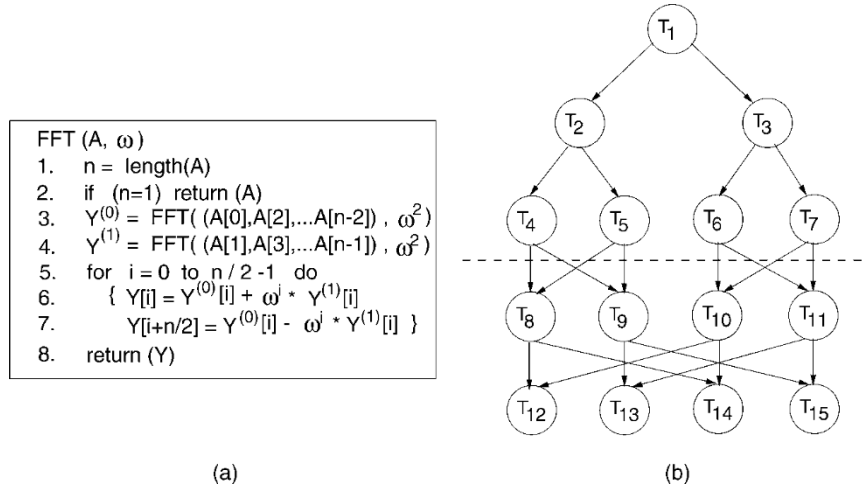 FFT (A, ω)
1. n = length(A)
2. if (n=1) return (A)
3. Y(0) = FFT( (A[0],A[2],...A[n-2]) , ω2)
4. Y(1) = FFT( (A[1],A[3],...A[n-1]) , ω2)
5. for i = 0 to n / 2 -1 do
6. { Y[i] = Y(0)[i] + ωi * Y(1)[i]
7. Y[i+n/2] = Y(0)[i] - ωi * Y(1)[i] }
8. return (Y)
(a)
T1
T2 T3
T4 T5 T6 T7
T8 T9 T10 T11
T12 T13 T14 T15
(b)